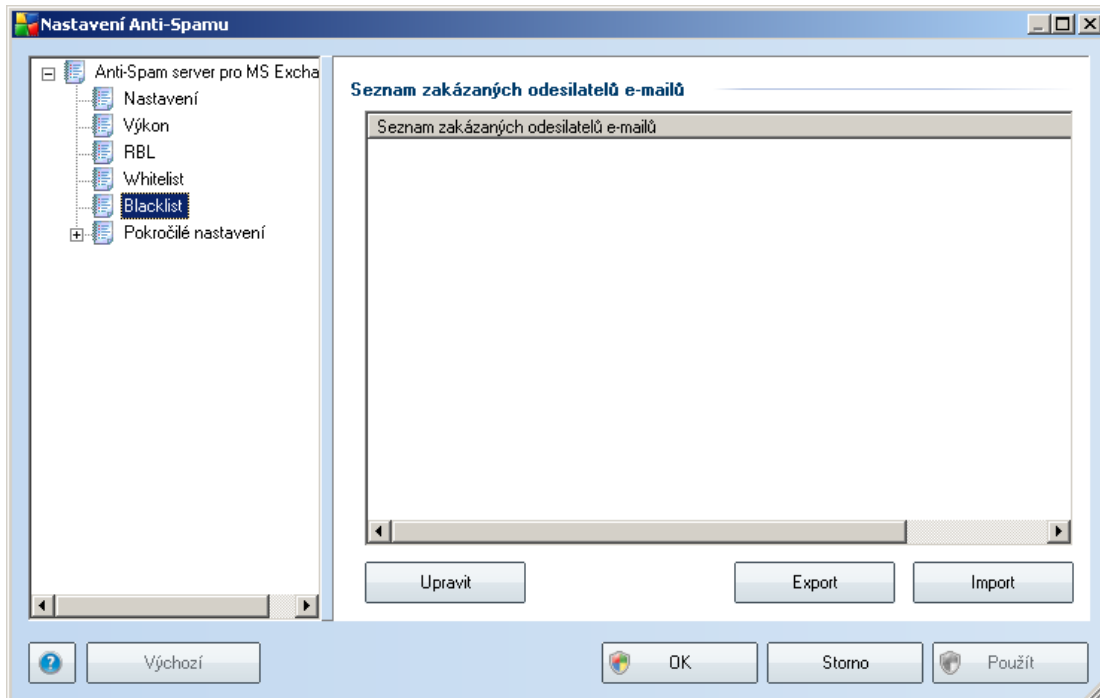 Nastavení Anti-Spamu
Anti-Spam server pro MS Excha
Nastavení
Výkon
RBL
Whitelist
Blacklist
Pokročilé nastavení
Seznam zakázaných odesilatelů e-mailů
Seznam zakázaných odesilatelů e-mailů
Upravit
Export
Import
Výchozí
OK
Storno
Použít